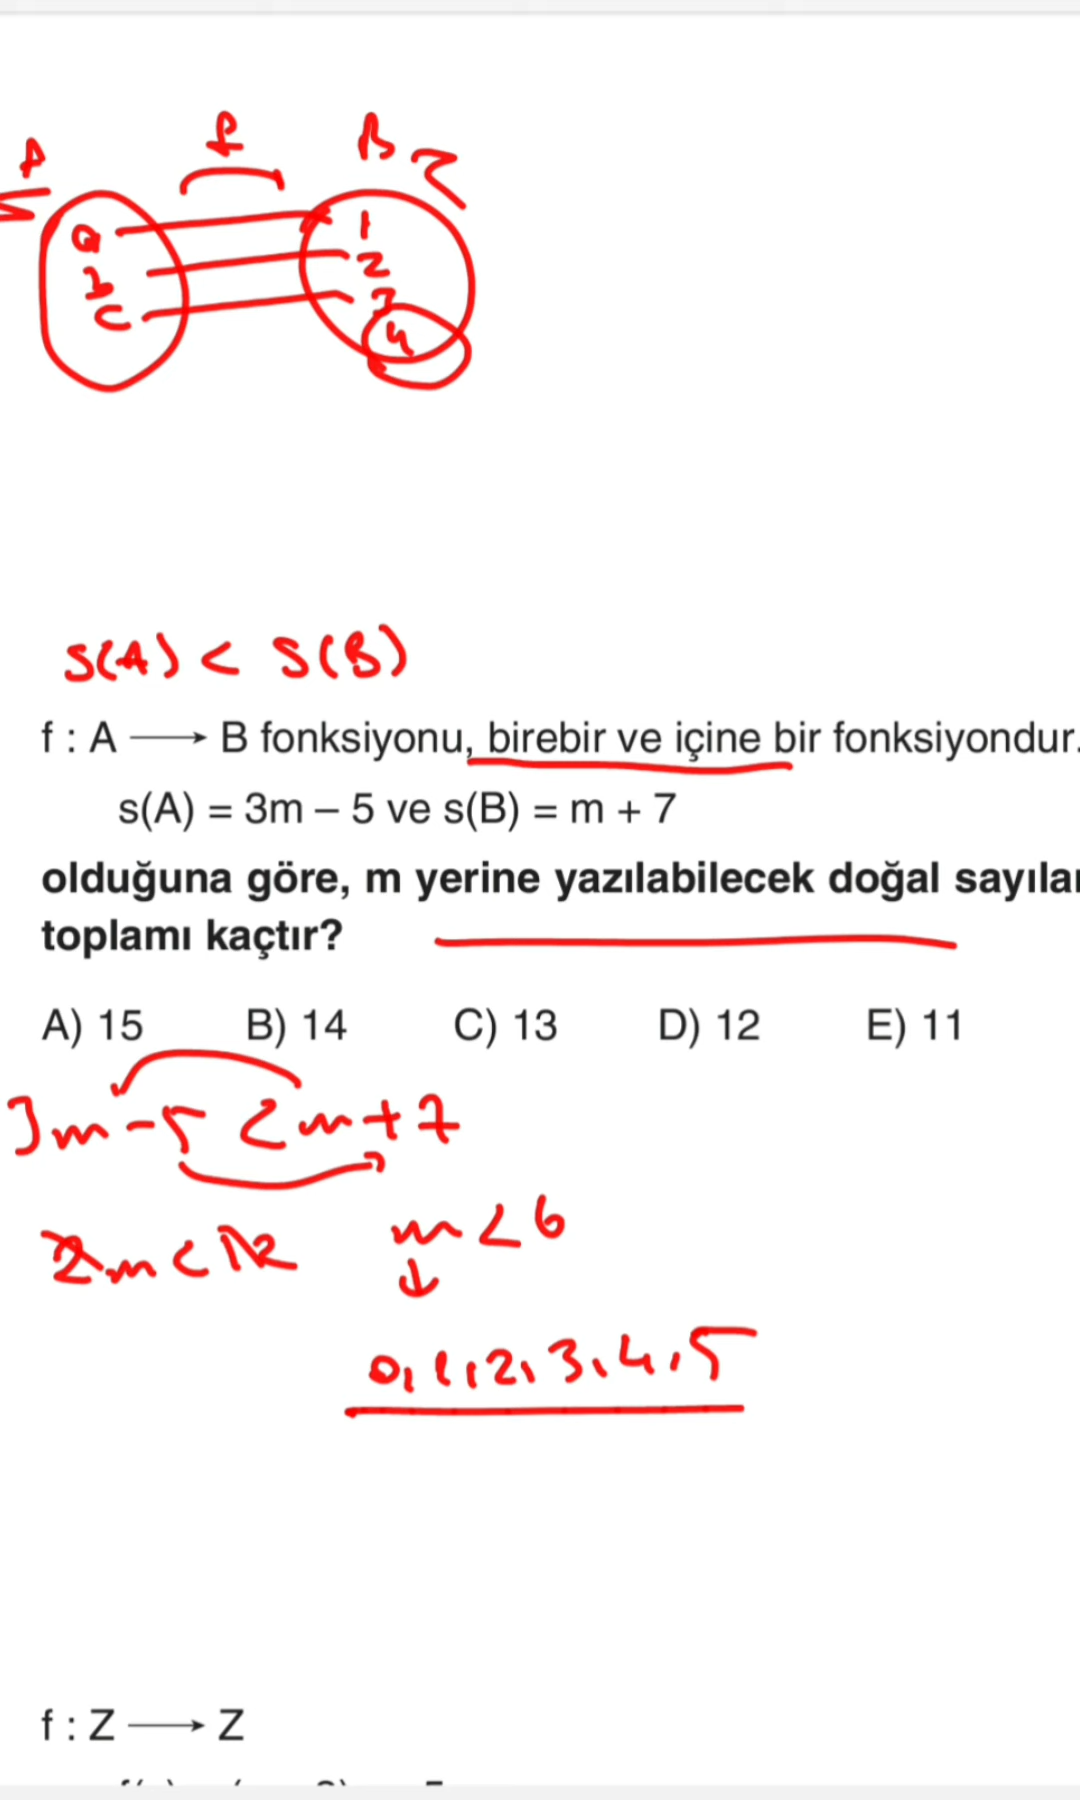 f B
A
a 1
b 2
c 3
4
s(A) < s(B)
f : A ⟶ B fonksiyonu, birebir ve içine bir fonksiyondur.
s(A) = 3m – 5 ve s(B) = m + 7
olduğuna göre, m yerine yazılabilecek doğal sayılar
toplamı kaçtır?
A) 15 B) 14 C) 13 D) 12 E) 11
3m-5 < m+7
2m < 12 m < 6
0,1,2,3,4,5
f : Z ⟶ Z